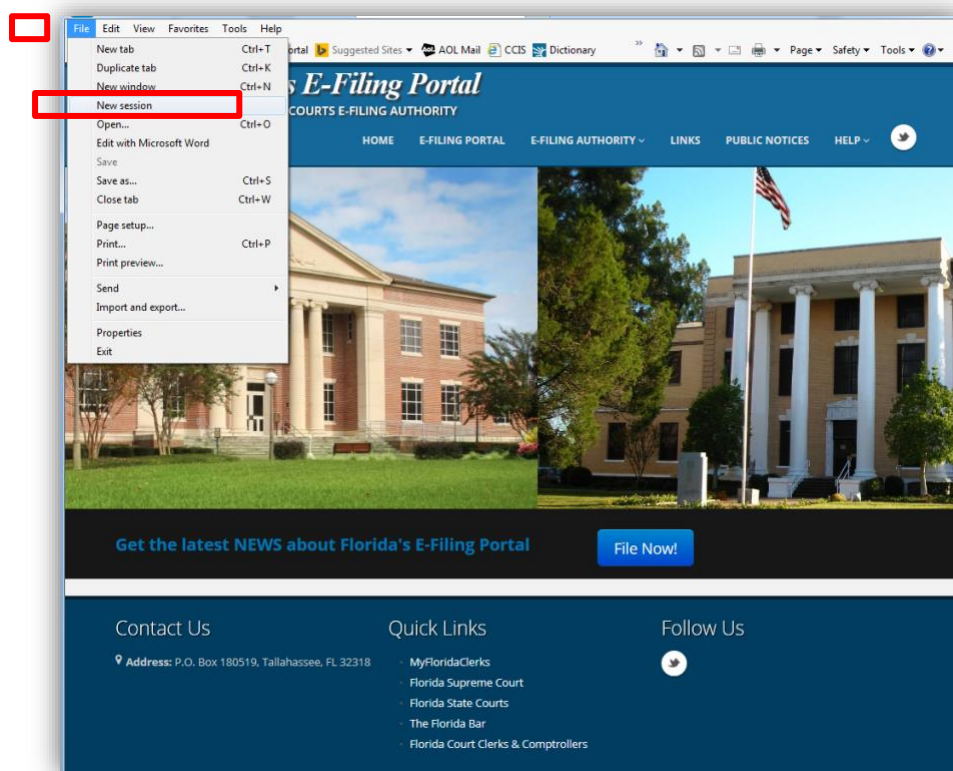 File Edit View Favorites Tools Help
New tab Ctrl+T
Duplicate tab Ctrl+K
New window Ctrl+N
New session
Open... Ctrl+O
Edit with Microsoft Word
Save
Save as... Ctrl+S
Close tab Ctrl+W
Page setup...
Print... Ctrl+P
Print preview...
Send
Import and export...
Properties
Exit
Suggested Sites AOL Mail CCIS Dictionary » Page Safety Tools
E-Filing Portal
COURTS E-FILING AUTHORITY
HOME E-FILING PORTAL E-FILING AUTHORITY LINKS PUBLIC NOTICES HELP
Get the latest NEWS about Florida's E-Filing Portal
File Now!
Contact Us
Address: P.O. Box 180519, Tallahassee, FL 32318
Quick Links
MyFloridaClerks
Florida Supreme Court
Florida State Courts
The Florida Bar
Florida Court Clerks & Comptrollers
Follow Us